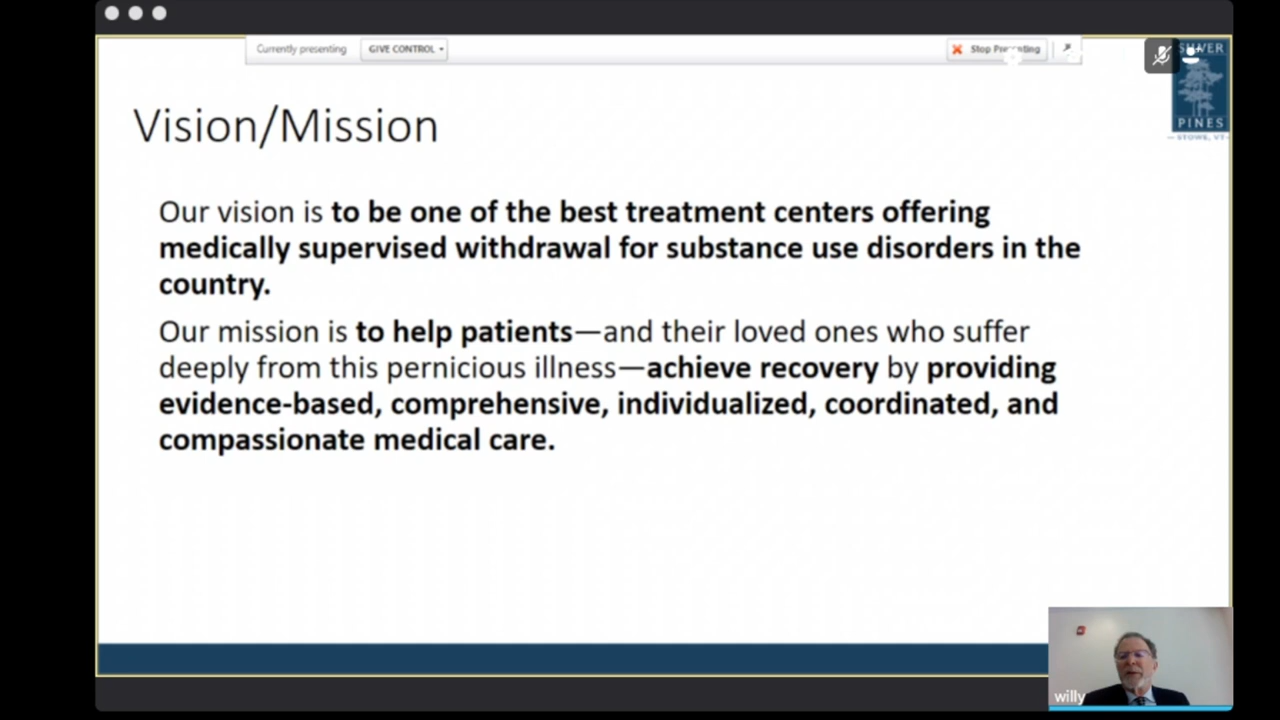 Currently presenting GIVE CONTROL Stop Presenting
SILVER
PINES
— STOWE, VT—
Vision/Mission
Our vision is to be one of the best treatment centers offering
medically supervised withdrawal for substance use disorders in the
country.
Our mission is to help patients—and their loved ones who suffer
deeply from this pernicious illness—achieve recovery by providing
evidence-based, comprehensive, individualized, coordinated, and
compassionate medical care.
willy